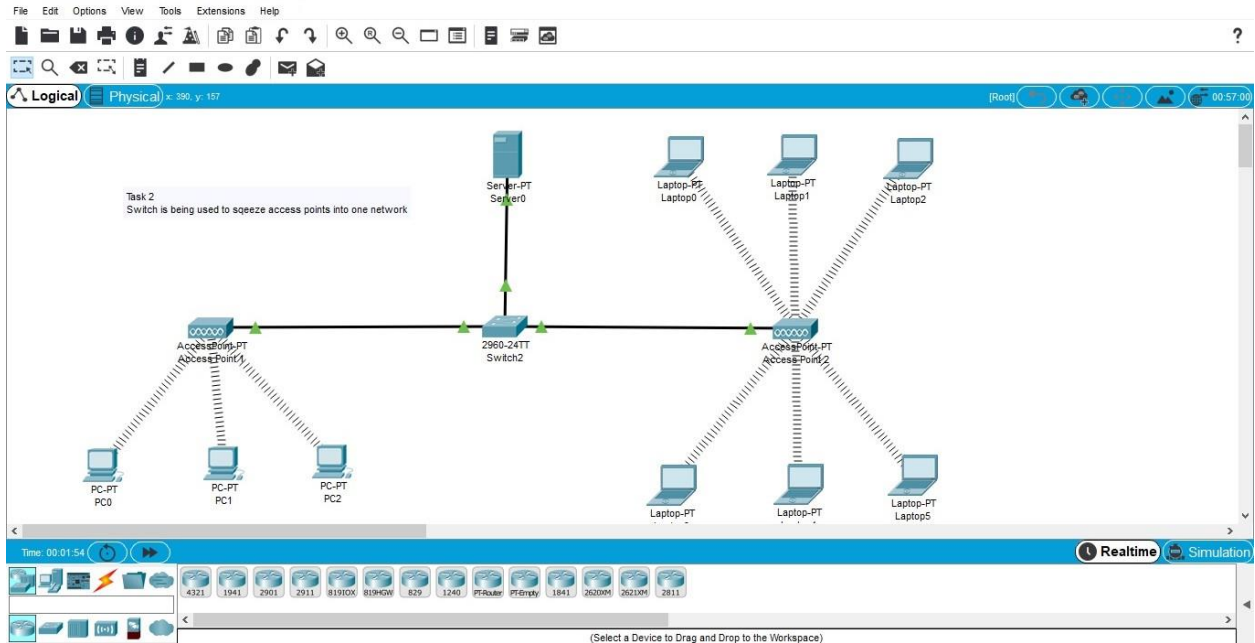 File Edit Options View Tools Extensions Help
?
Logical Physical x: 390, y: 157 [Root] 00:57:00
Task 2
Switch is being used to sqeeze access points into one network
Server-PT
Server0
Laptop-PT
Laptop0
Laptop-PT
Laptop1
Laptop-PT
Laptop2
AccessPoint-PT
Access Point 1
2960-24TT
Switch2
AccessPoint-PT
Access Point 2
PC-PT
PC0
PC-PT
PC1
PC-PT
PC2
Laptop-PT
Laptop-PT
Laptop-PT
Laptop5
Time: 00:01:54 Realtime Simulation
4321 1941 2901 2911 819IOX 819HGW 829 1240 PT-Router PT-Empty 1841 2620XM 2621XM 2811
(Select a Device to Drag and Drop to the Workspace)